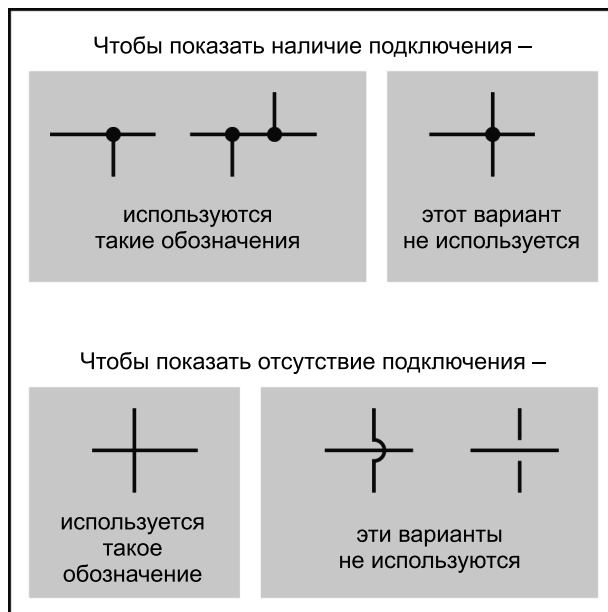 Чтобы показать наличие подключения –
используются
такие обозначения
этот вариант
не используется
Чтобы показать отсутствие подключения –
используется
такое
обозначение
эти варианты
не используются